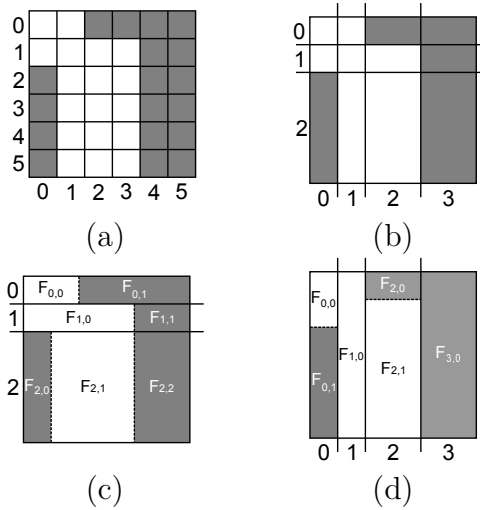 0
1
2
3
4
5
0 1 2 3 4 5
(a)
0
1
2
0 1 2 3
(b)
0
1
2
F0,0 F0,1
F1,0 F1,1
F2,0 F2,1 F2,2
(c)
F0,0 F2,0
F0,1 F1,0 F2,1 F3,0
0 1 2 3
(d)